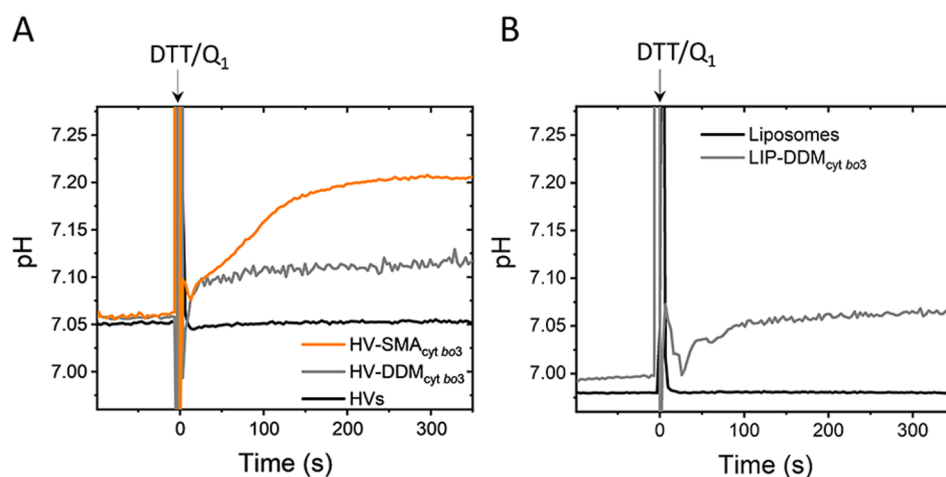 A
DTT/Q1
7.25
7.20
7.15
7.10
7.05
7.00
pH
0
100
200
300
Time (s)
HV-SMAcyt bo3
HV-DDMcyt bo3
HVs
B
DTT/Q1
7.25
7.20
7.15
7.10
7.05
7.00
pH
0
100
200
300
Time (s)
Liposomes
LIP-DDMcyt bo3